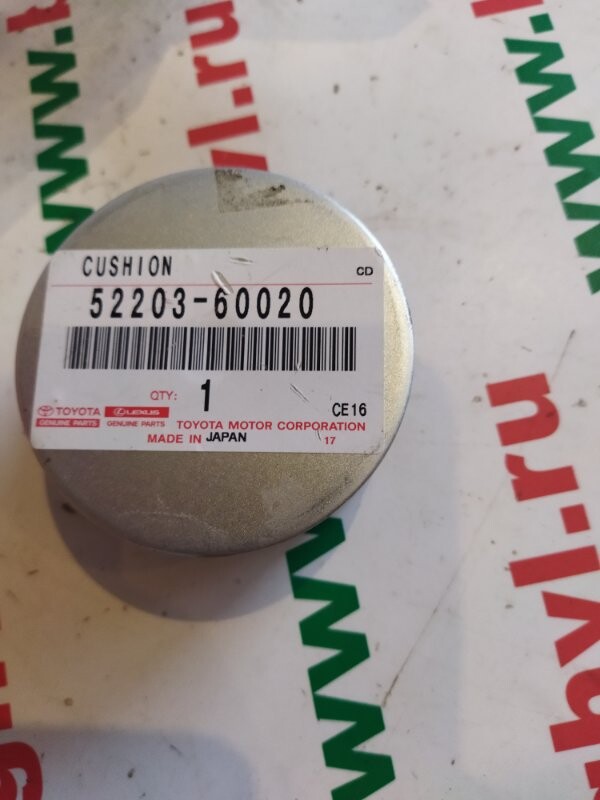 CUSHION
CD
52203-60020
QTY: 1
CE16
TOYOTA LEXUS
GENUINE PARTS GENUINE PARTS
TOYOTA MOTOR CORPORATION
MADE IN JAPAN 17